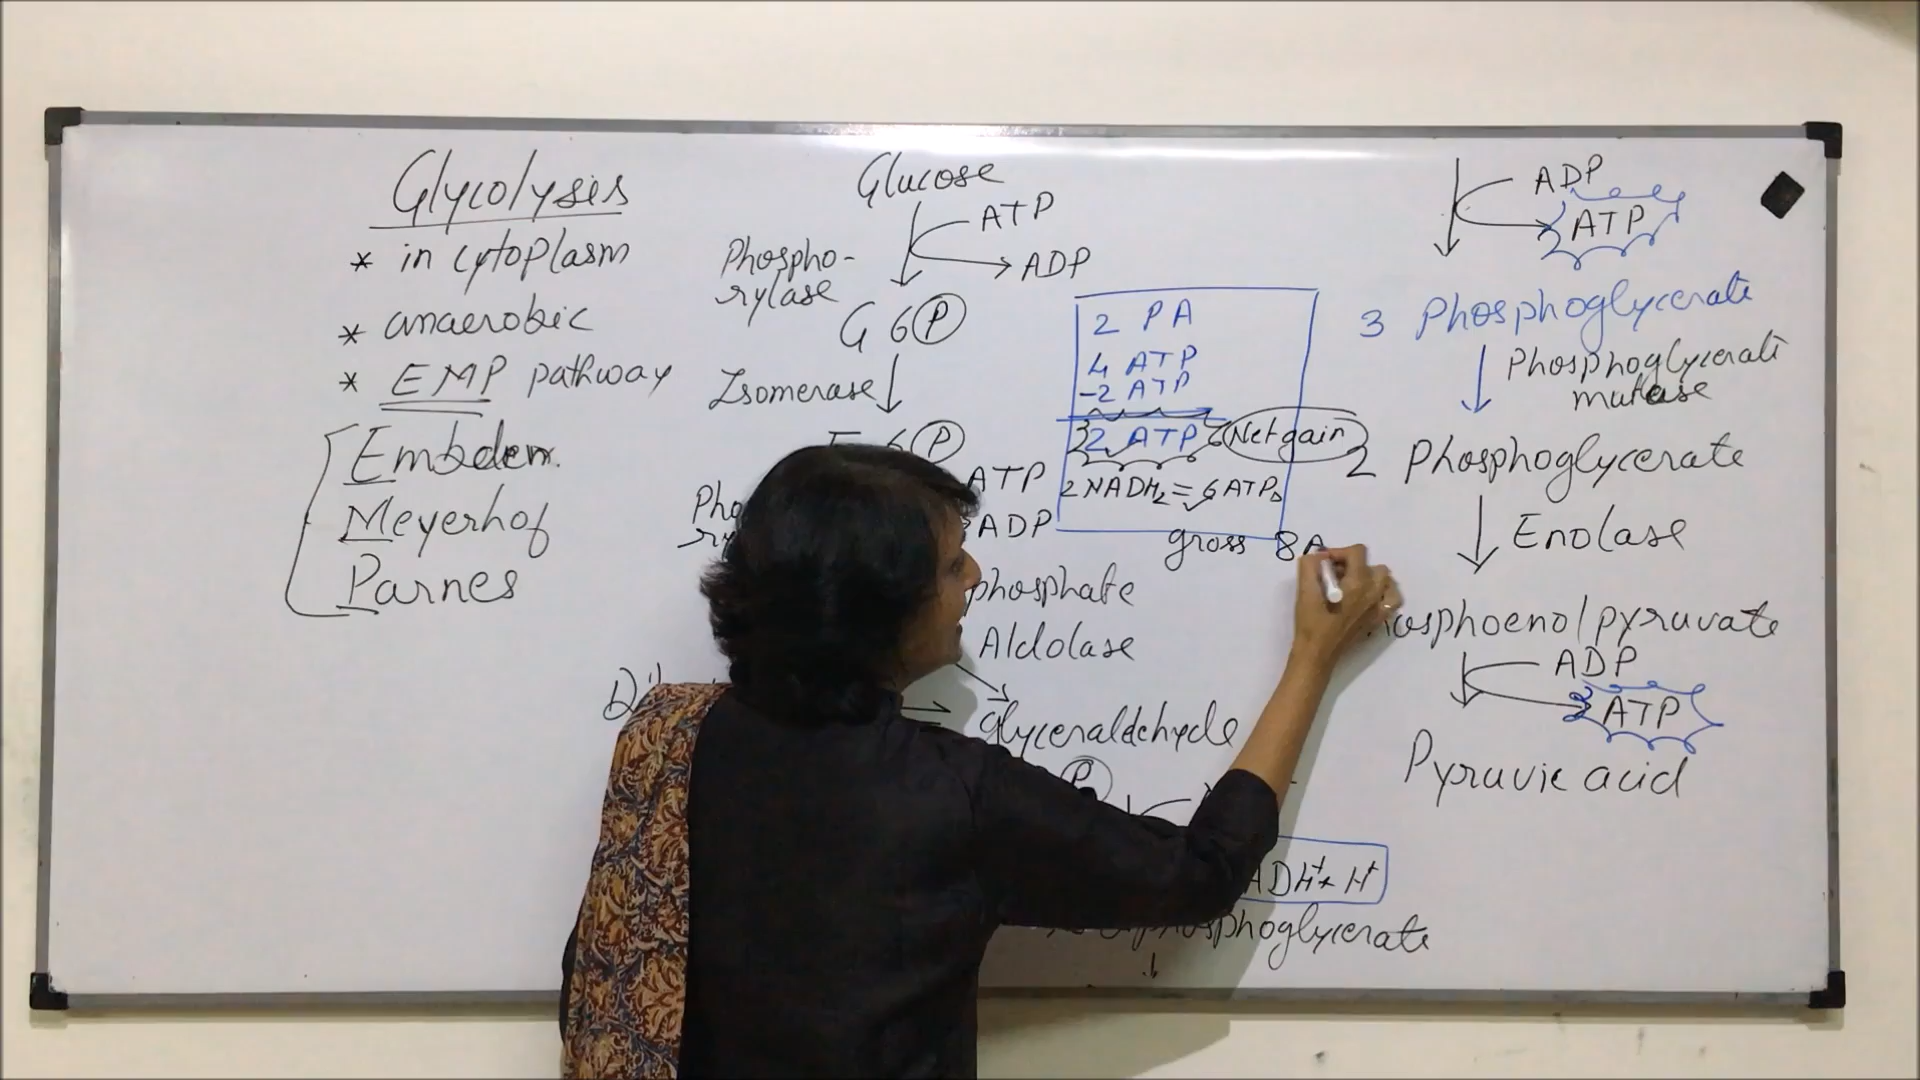 Glycolysis
* in cytoplasm
* anaerobic
* EMP pathway
Embden.
Meyerhof
Parnes
Glucose
ATP
ADP
Phospho-
rylase
G 6 P
Isomerase
6 P
ATP
ADP
phosphate
Aldolase
Glyceraldehyde
P
ADH+ + H+
phosphoglycerate
2 PA
4 ATP
-2 ATP
2 ATP Net gain
2 NADH2 = 6 ATPs
gross 8 A
ADP
ATP
3 Phosphoglycerate
Phosphoglycerate
mutase
2 Phosphoglycerate
Enolase
hosphoenolpyruvate
ADP
ATP
Pyruvic acid